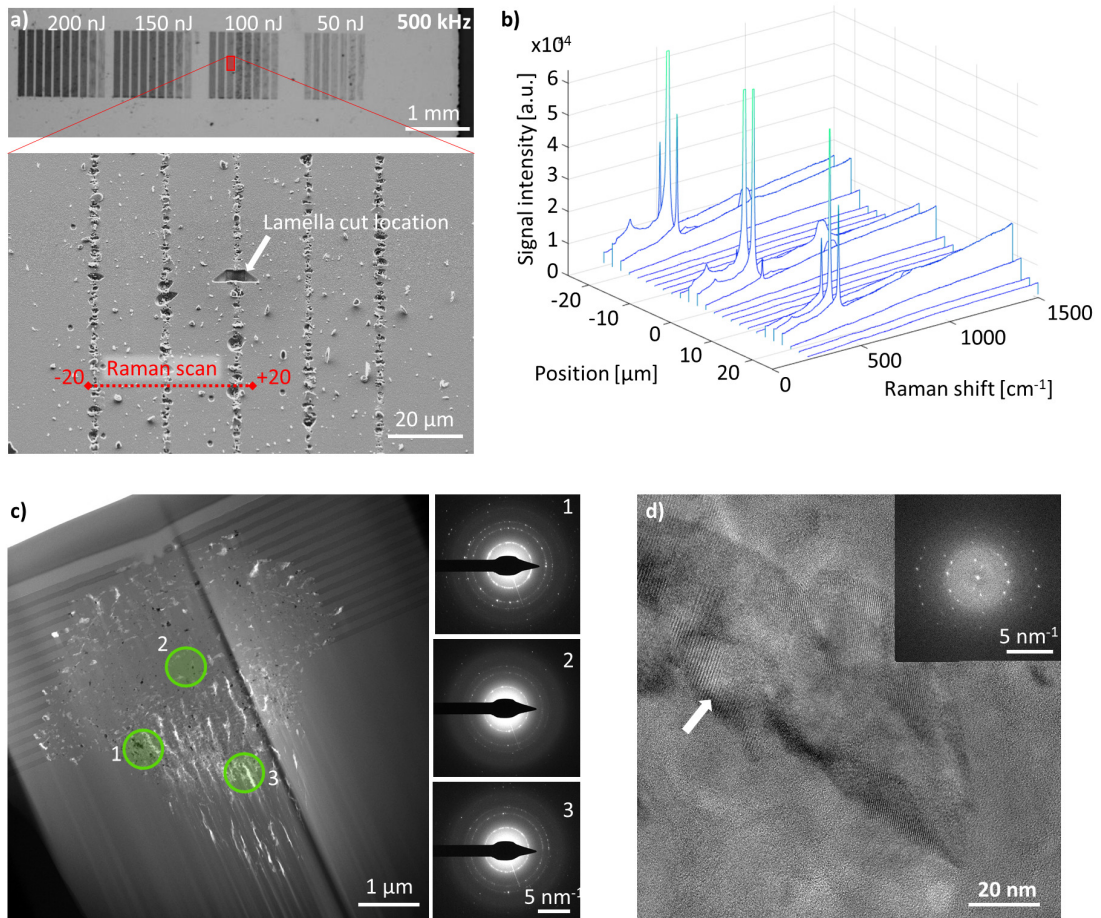 a)
200 nJ
150 nJ
100 nJ
50 nJ
500 kHz
1 mm
Lamella cut location
Raman scan
-20
+20
20 µm
b)
x10⁴
6
5
4
3
2
1
0
Signal intensity [a.u.]
-20
-10
0
10
20
Position [µm]
0
500
1000
1500
Raman shift [cm⁻¹]
c)
2
1
3
1 µm
1
2
3
5 nm⁻¹
d)
5 nm⁻¹
20 nm